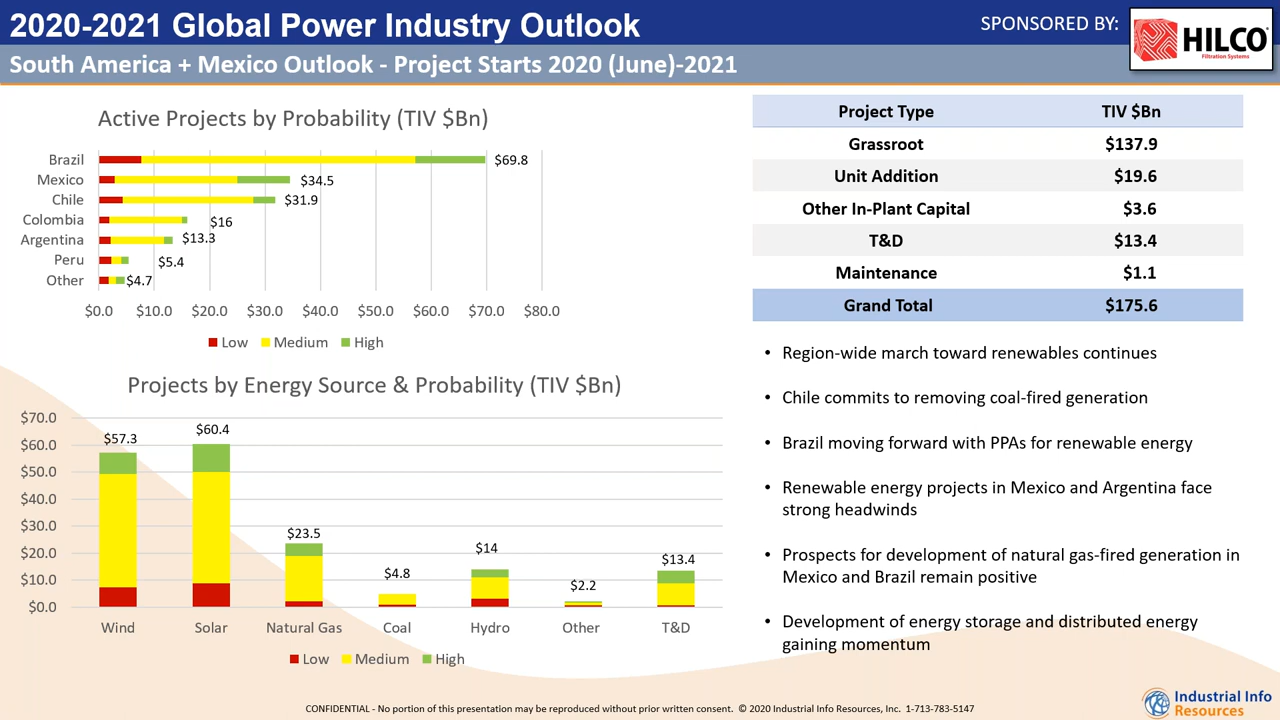 2020-2021 Global Power Industry Outlook
SPONSORED BY:
HILCO
Filtration Systems
South America + Mexico Outlook - Project Starts 2020 (June)-2021
Active Projects by Probability (TIV $Bn)
Brazil $69.8
Mexico $34.5
Chile $31.9
Colombia $16
Argentina $13.3
Peru $5.4
Other $4.7
$0.0 $10.0 $20.0 $30.0 $40.0 $50.0 $60.0 $70.0 $80.0
Low Medium High
Projects by Energy Source & Probability (TIV $Bn)
$70.0
$60.0
$50.0
$40.0
$30.0
$20.0
$10.0
$0.0
$57.3 $60.4 $23.5 $4.8 $14 $2.2 $13.4
Wind Solar Natural Gas Coal Hydro Other T&D
Low Medium High
Project Type TIV $Bn
Grassroot $137.9
Unit Addition $19.6
Other In-Plant Capital $3.6
T&D $13.4
Maintenance $1.1
Grand Total $175.6
• Region-wide march toward renewables continues
• Chile commits to removing coal-fired generation
• Brazil moving forward with PPAs for renewable energy
• Renewable energy projects in Mexico and Argentina face
strong headwinds
• Prospects for development of natural gas-fired generation in
Mexico and Brazil remain positive
• Development of energy storage and distributed energy
gaining momentum
CONFIDENTIAL - No portion of this presentation may be reproduced without prior written consent. © 2020 Industrial Info Resources, Inc. 1-713-783-5147
Industrial Info
Resources